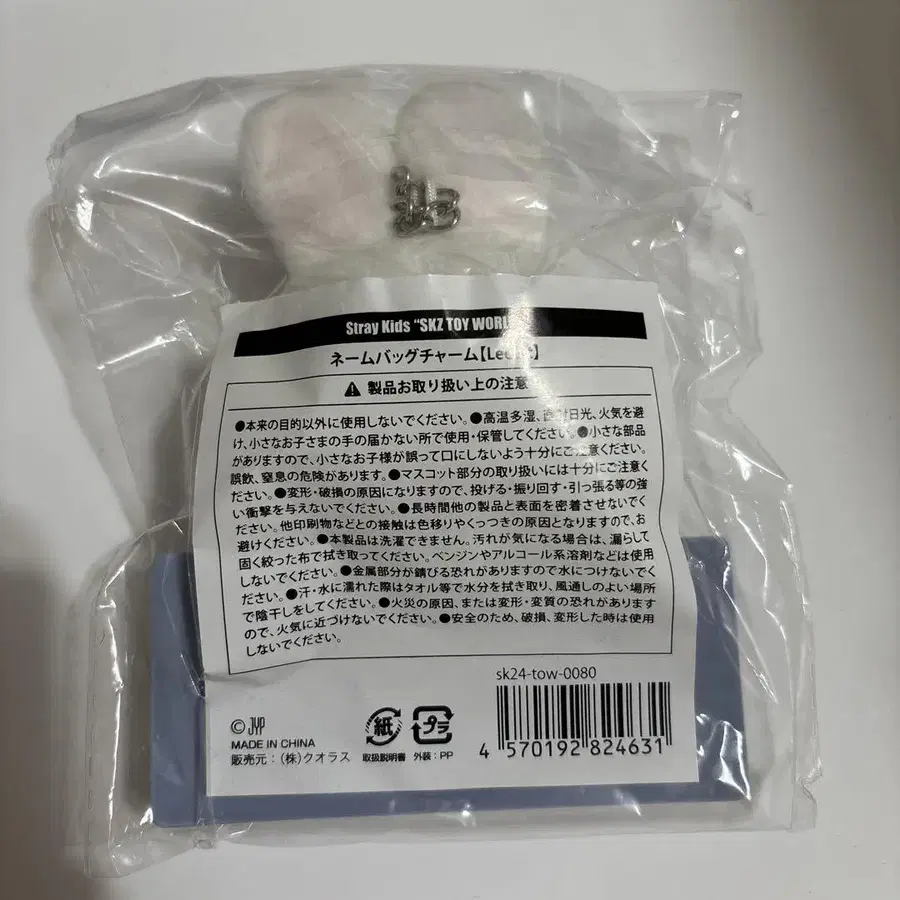 Stray Kids “SKZ TOY WORL
ネームバッグチャーム【Lee
製品お取り扱い上の注意
●本来の目的以外に使用しないでください。●高温多湿、直射日光、火気を避
け、小さなお子さまの手の届かない所で使用・保管してください。●小さな部品
がありますので、小さなお子様が誤って口にしないよう十分にご注意ください。
誤飲、窒息の危険があります。●マスコット部分の取り扱いには十分にご注意く
ださい。●変形・破損の原因になりますので、投げる・振り回す・引っ張る等の強
い衝撃を与えないでください。●長時間他の製品と表面を密着させないでくだ
さい。他印刷物などとの接触は色移りやくっつきの原因となりますので、お
避けください。●本製品は洗濯できません。汚れが気になる場合は、濡らして
固く絞った布で拭き取ってください。ベンジンやアルコール系溶剤などは使用
しないでください。●金属部分が錆びる恐れがありますので水につけないでく
ださい。●汗・水に濡れた際はタオル等で水分を拭き取り、風通しのよい場所
で陰干しをしてください。●火災の原因、または変形・変質の恐れがあります
ので、火気に近づけないでください。●安全のため、破損、変形した時は使用
しないでください。
sk24-tow-0080
© JYP
MADE IN CHINA
販売元：(株)クオラス
紙
取扱説明書
プラ
外装：PP
4 570192 824631